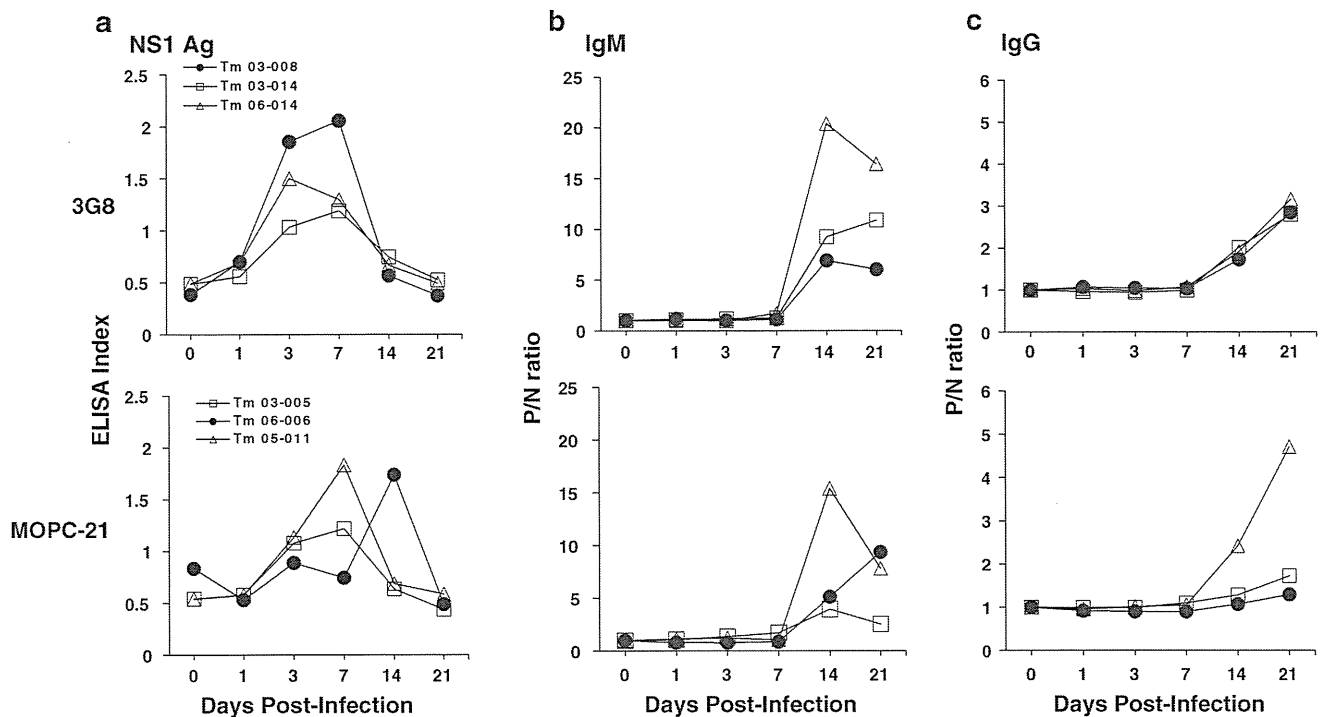 a
NS1 Ag
Tm 03-008
Tm 03-014
Tm 06-014
2.5
2
1.5
1
0.5
0
0 1 3 7 14 21
3G8
b
IgM
25
20
15
10
5
0
0 1 3 7 14 21
c
IgG
6
5
4
3
2
1
0
0 1 3 7 14 21
ELISA Index
P/N ratio
P/N ratio
MOPC-21
Tm 03-005
Tm 06-006
Tm 05-011
2.5
2
1.5
1
0.5
0
0 1 3 7 14 21
Days Post-Infection
25
20
15
10
5
0
0 1 3 7 14 21
Days Post-Infection
6
5
4
3
2
1
0
0 1 3 7 14 21
Days Post-Infection